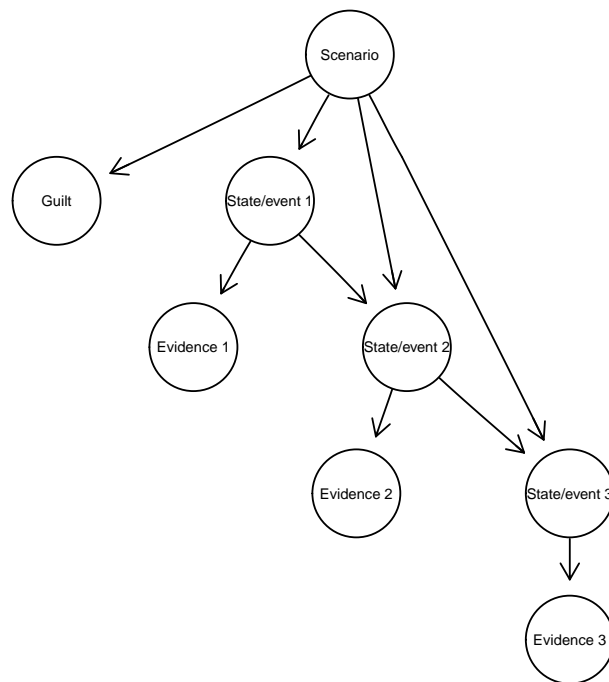 Scenario
Guilt
State/event 1
Evidence 1
State/event 2
Evidence 2
State/event 3
Evidence 3